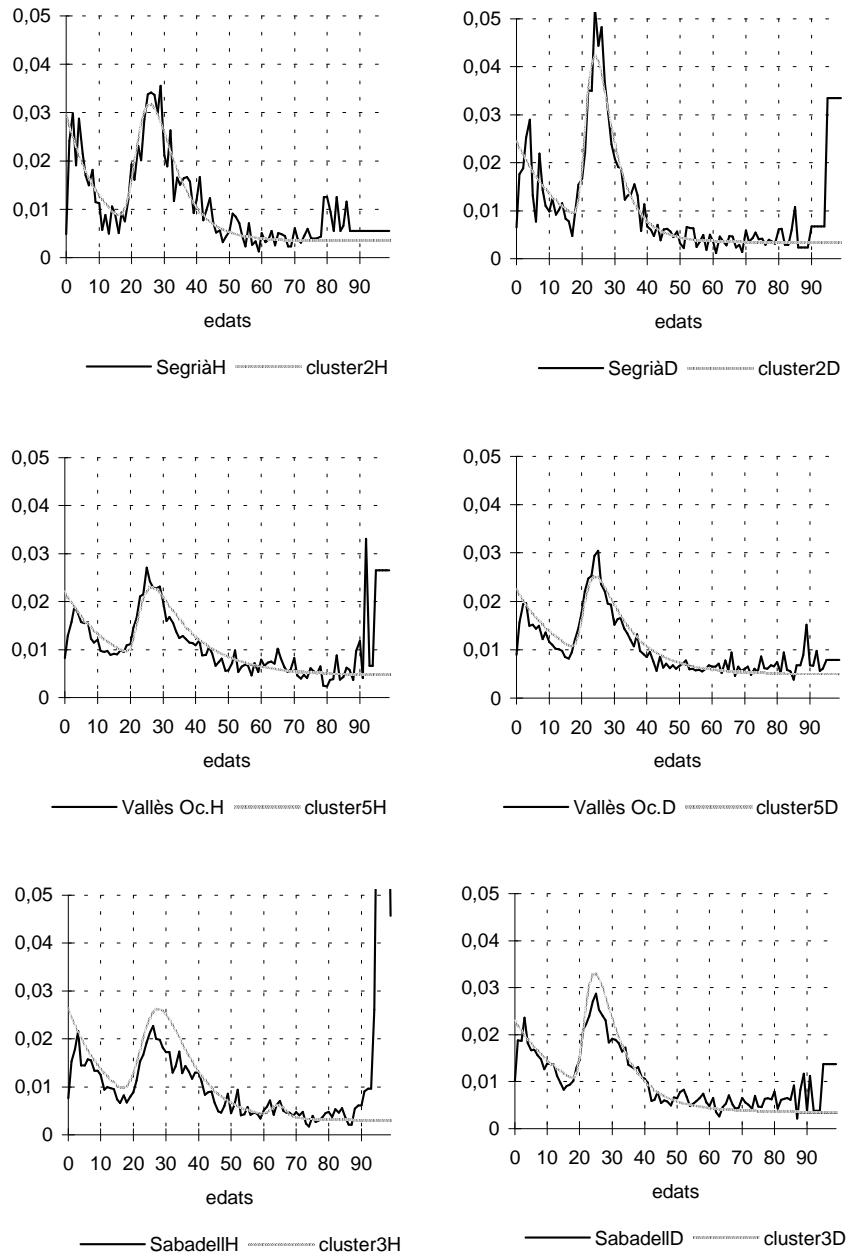 0,05
0,04
0,03
0,02
0,01
0
0 10 20 30 40 50 60 70 80 90
edats
SegriàH cluster2H
0,05
0,04
0,03
0,02
0,01
0
0 10 20 30 40 50 60 70 80 90
edats
SegriàD cluster2D
0,05
0,04
0,03
0,02
0,01
0
0 10 20 30 40 50 60 70 80 90
edats
Vallès Oc.H cluster5H
0,05
0,04
0,03
0,02
0,01
0
0 10 20 30 40 50 60 70 80 90
edats
Vallès Oc.D cluster5D
0,05
0,04
0,03
0,02
0,01
0
0 10 20 30 40 50 60 70 80 90
edats
SabadellH cluster3H
0,05
0,04
0,03
0,02
0,01
0
0 10 20 30 40 50 60 70 80 90
edats
SabadellD cluster3D